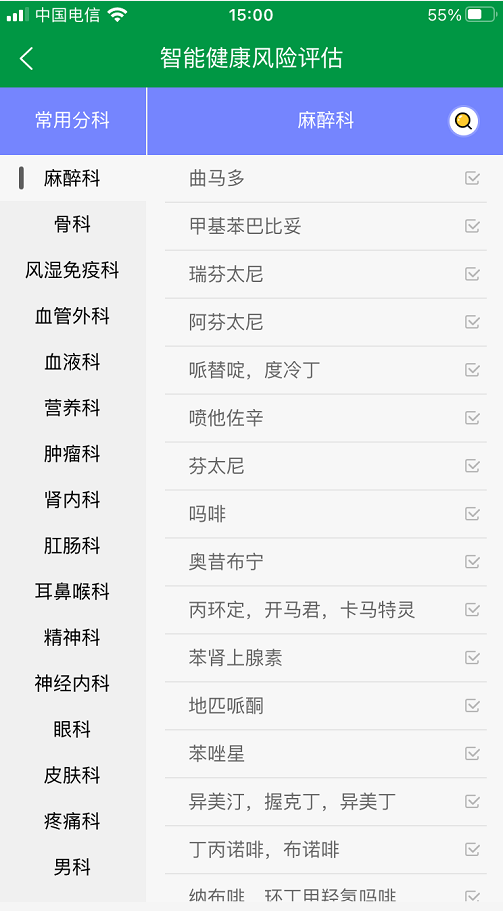 中国电信
15:00
55%
智能健康风险评估
常用分科
麻醉科
麻醉科
骨科
风湿免疫科
血管外科
血液科
营养科
肿瘤科
肾内科
肛肠科
耳鼻喉科
精神科
神经内科
眼科
皮肤科
疼痛科
男科
曲马多
甲基苯巴比妥
瑞芬太尼
阿芬太尼
哌替啶，度冷丁
喷他佐辛
芬太尼
吗啡
奥昔布宁
丙环定，开马君，卡马特灵
苯肾上腺素
地匹哌酮
苯唑星
异美汀，握克丁，异美丁
丁丙诺啡，布诺啡
纳布啡，环丁甲羟氢吗啡